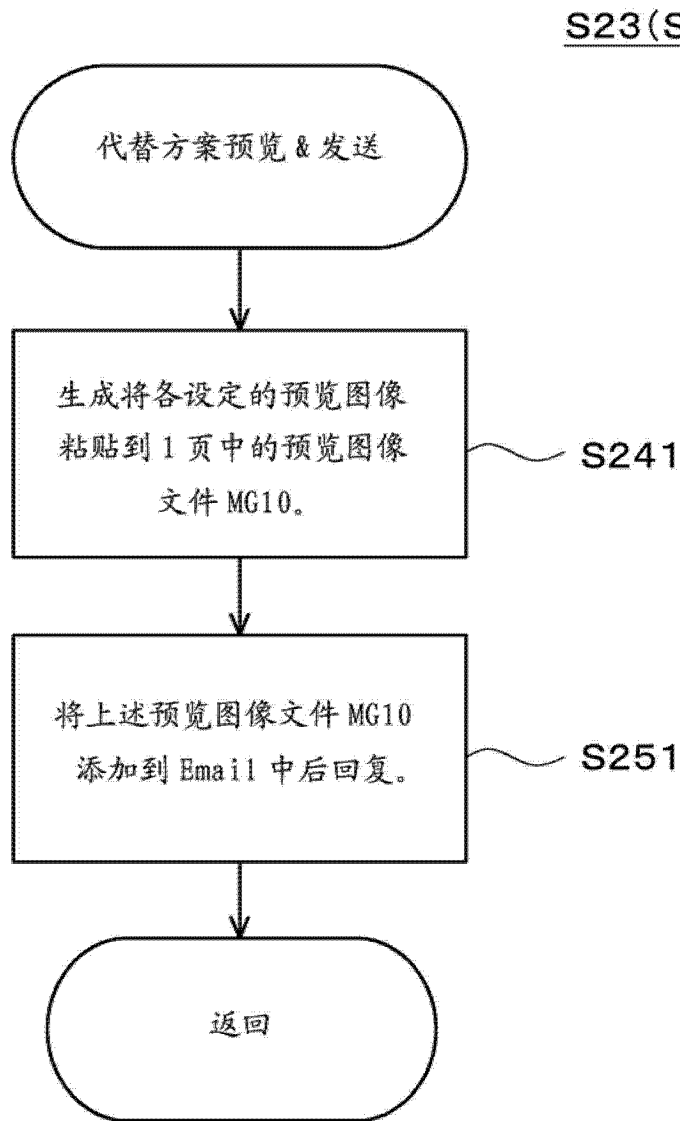 S23(S
代替方案预览 & 发送
生成将各设定的预览图像
粘贴到 1 页中的预览图像
文件 MG10。
S241
将上述预览图像文件 MG10
添加到 Email 中后回复。
S251
返回